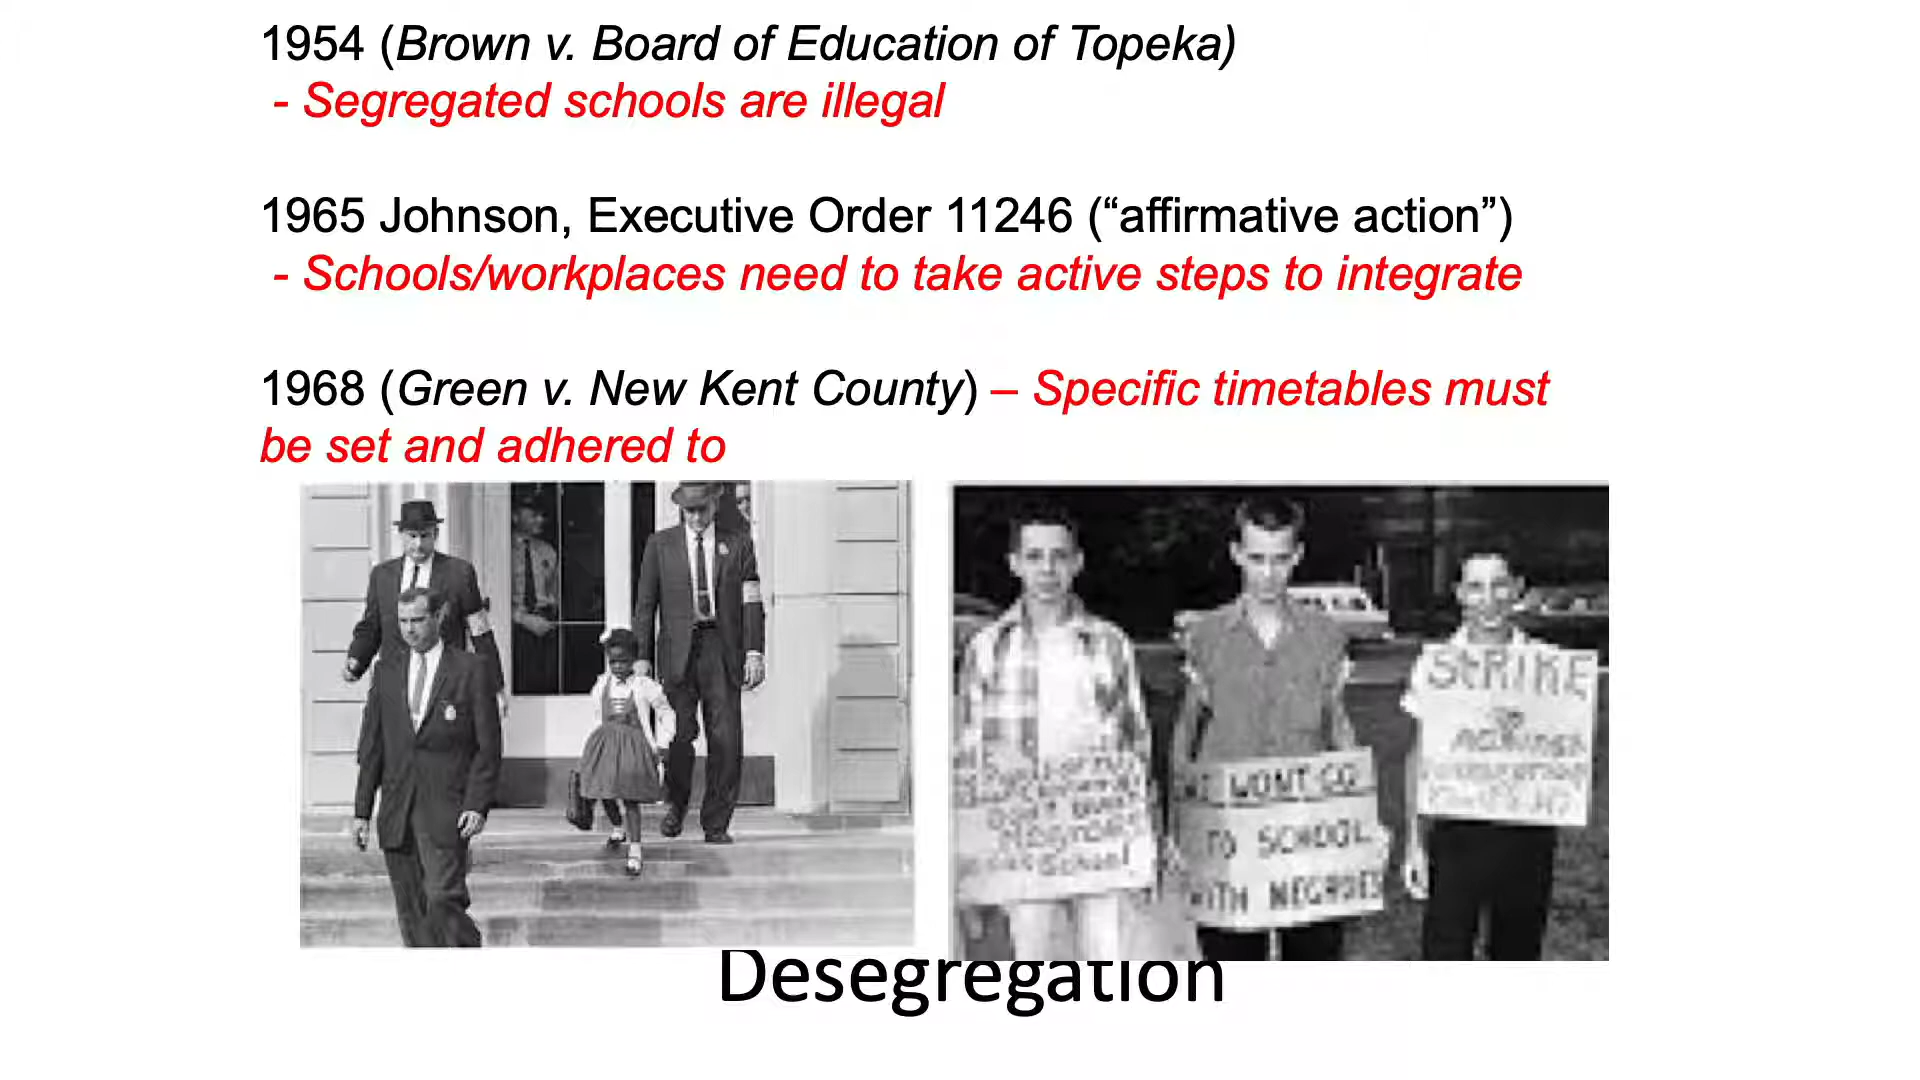 1954 (Brown v. Board of Education of Topeka)
- Segregated schools are illegal
1965 Johnson, Executive Order 11246 (“affirmative action”)
- Schools/workplaces need to take active steps to integrate
1968 (Green v. New Kent County) – Specific timetables must
be set and adhered to
School
WON'T GO
TO SCHOOL
WITH NEGROES
STRIKE
Desegregation